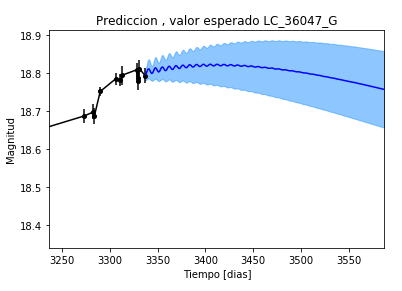 Prediccion , valor esperado LC_36047_G
18.9
18.8
18.7
18.6
18.5
18.4
Magnitud
3250 3300 3350 3400 3450 3500 3550
Tiempo [dias]